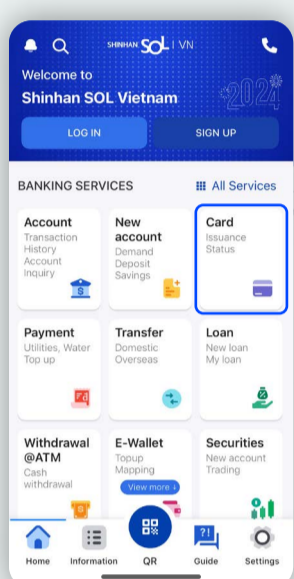 SHINHAN SOL VN
Welcome to
Shinhan SOL Vietnam
2024
LOG IN
SIGN UP
BANKING SERVICES
All Services
Account
Transaction
History
Account
Inquiry
New
account
Demand
Deposit
Savings
Card
Issuance
Status
Payment
Utilities, Water
Top up
Transfer
Domestic
Overseas
Loan
New loan
My loan
Withdrawal
@ATM
Cash
withdrawal
E-Wallet
Topup
Mapping
View more ↓
Securities
New account
Trading
Home
Information
QR
Guide
Settings